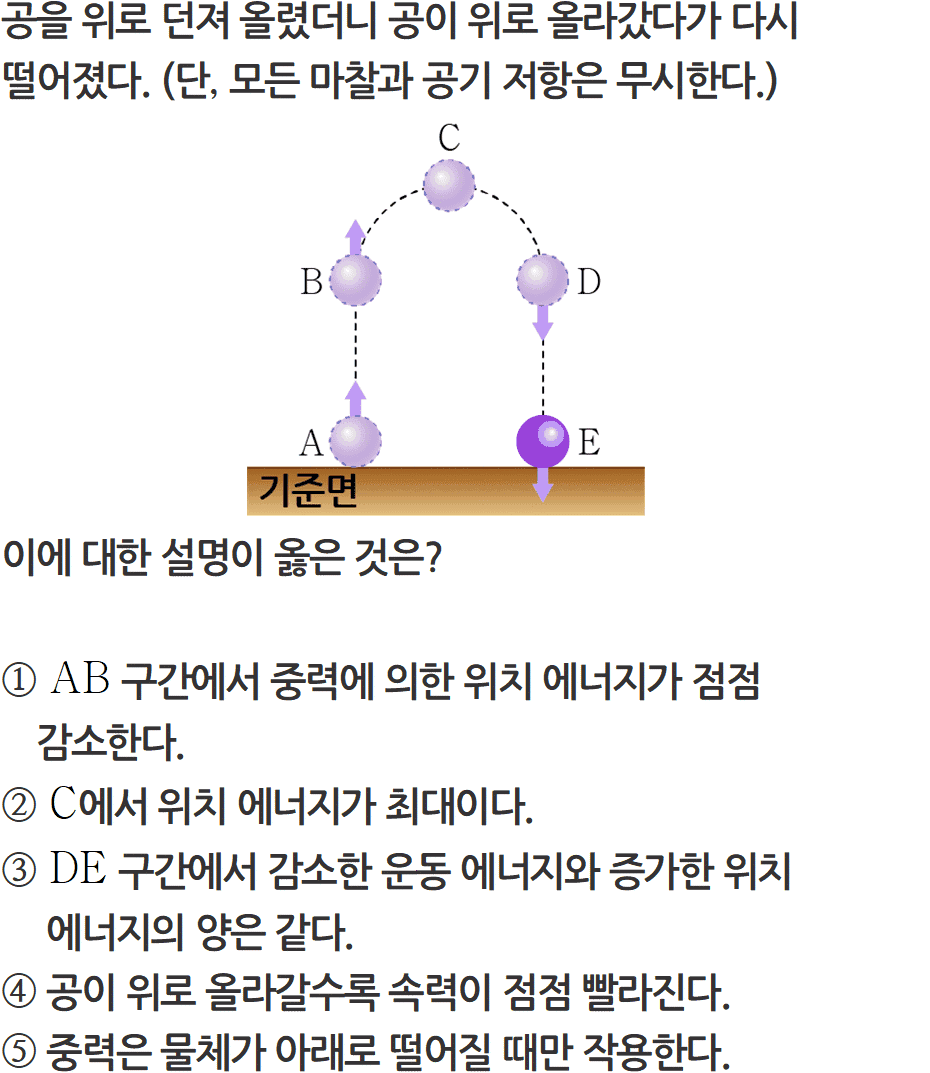 공을 위로 던져 올렸더니 공이 위로 올라갔다가 다시
떨어졌다. (단, 모든 마찰과 공기 저항은 무시한다.)
C
B
D
A
E
기준면
이에 대한 설명이 옳은 것은?
① AB 구간에서 중력에 의한 위치 에너지가 점점
감소한다.
② C에서 위치 에너지가 최대이다.
③ DE 구간에서 감소한 운동 에너지와 증가한 위치
에너지의 양은 같다.
④ 공이 위로 올라갈수록 속력이 점점 빨라진다.
⑤ 중력은 물체가 아래로 떨어질 때만 작용한다.